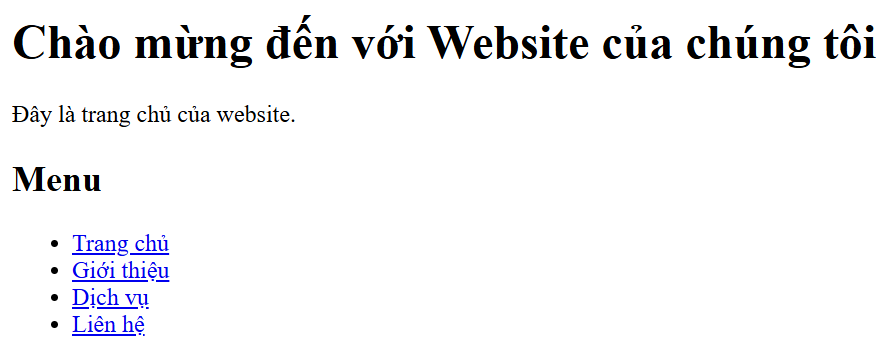 Chào mừng đến với Website của chúng tôi
Đây là trang chủ của website.
Menu
Trang chủ
Giới thiệu
Dịch vụ
Liên hệ